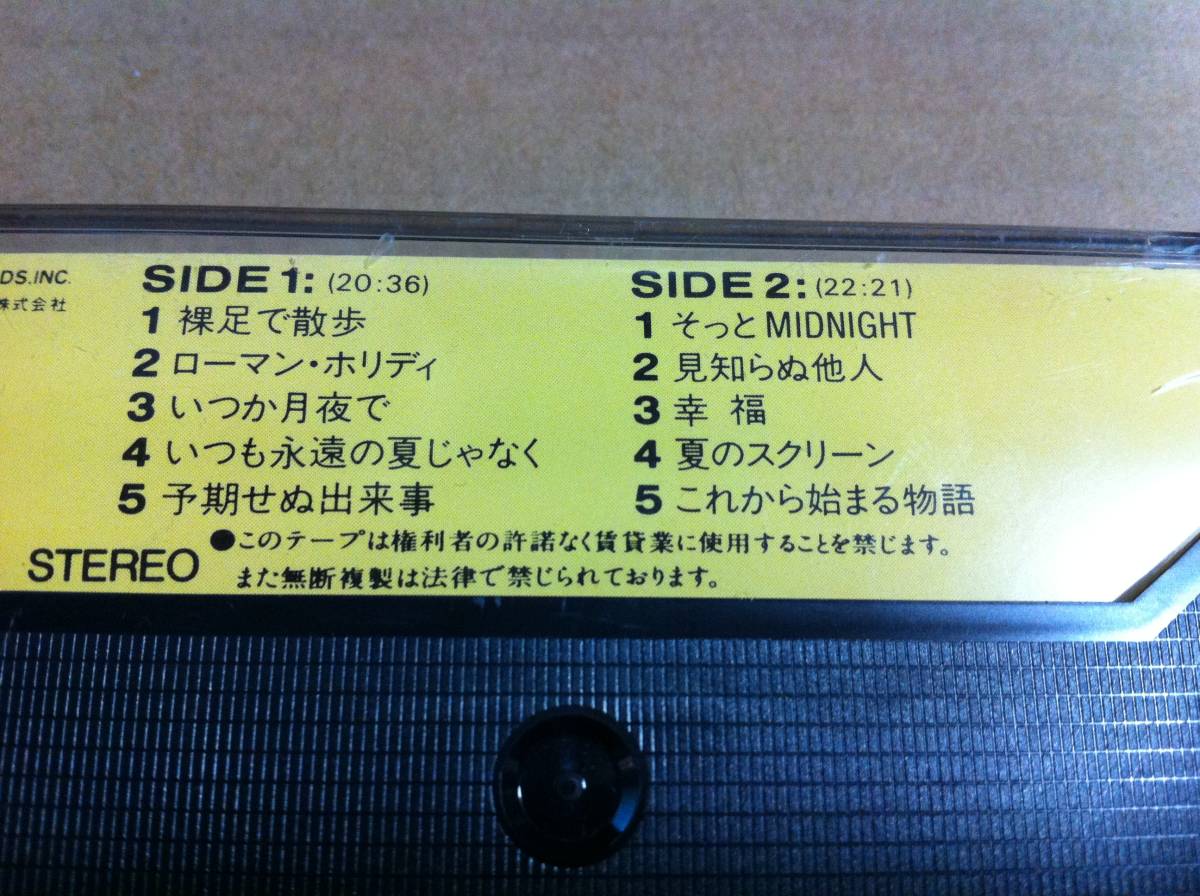 DS.INC.
株式会社
SIDE 1: (20:36)
1 裸足で散歩
2 ローマン・ホリディ
3 いつか月夜で
4 いつも永遠の夏じゃなく
5 予期せぬ出来事
SIDE 2: (22:21)
1 そっとMIDNIGHT
2 見知らぬ他人
3 幸福
4 夏のスクリーン
5 これから始まる物語
STEREO
●このテープは権利者の許諾なく賃貸業に使用することを禁じます。
また無断複製は法律で禁じられております。